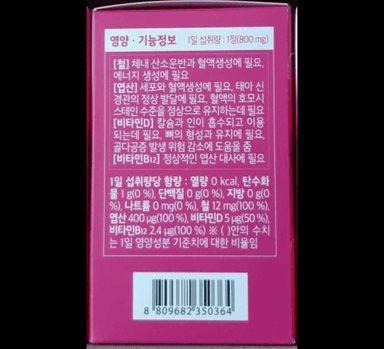 영양·기능정보 1일 섭취량 : 1정(800 mg)
[철] 체내 산소운반과 혈액생성에 필요,
에너지 생성에 필요
[엽산] 세포와 혈액생성에 필요, 태아 신
경관의 정상 발달에 필요, 혈액의 호모시
스테인 수준을 정상으로 유지하는데 필요
[비타민D] 칼슘과 인이 흡수되고 이용
되는데 필요, 뼈의 형성과 유지에 필요,
골다공증 발생 위험 감소에 도움을 줌
[비타민B12] 정상적인 엽산 대사에 필요
1일 섭취량당 함량 : 열량 0 kcal, 탄수화
물 1 g(0 %), 단백질 0 g(0 %), 지방 0 g(0
%), 나트륨 0 mg(0 %), 철 12 mg(100 %),
엽산 400 μg(100 %), 비타민D 5 μg(50 %),
비타민B12 2.4 μg(100 %) ※ ( )안의 수치
는 1일 영양성분 기준치에 대한 비율임
8 809682 350364